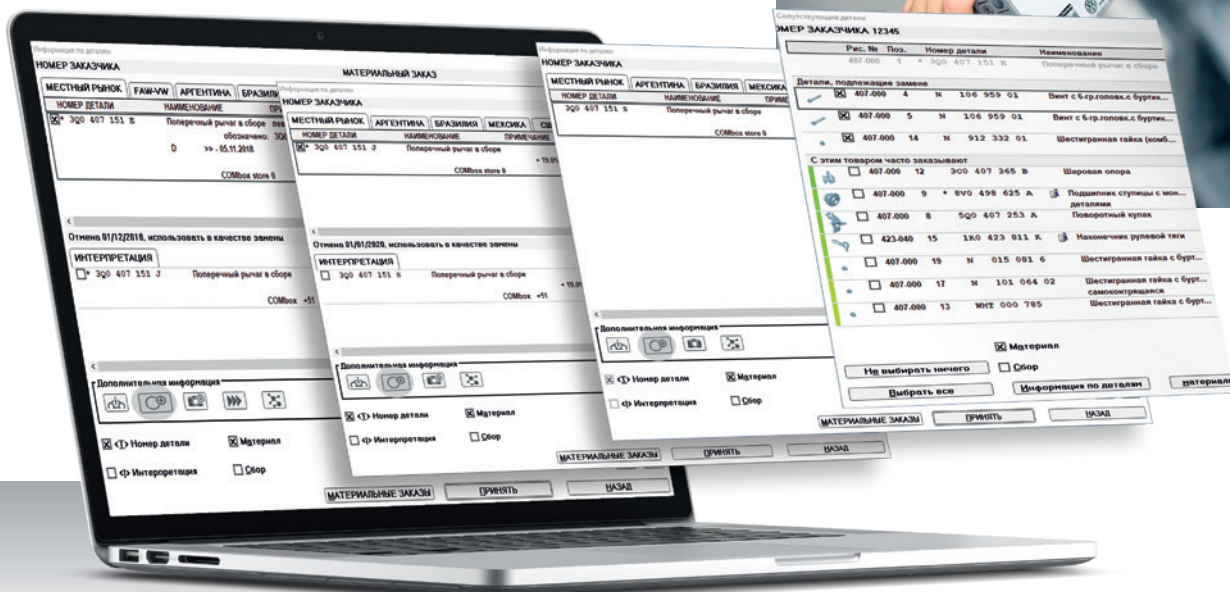 Информация по деталям
НОМЕР ЗАКАЗЧИКА
МАТЕРИАЛЬНЫЙ ЗАКАЗ
МЕСТНЫЙ РЫНОК FAW-VW АРГЕНТИНА
НОМЕР ДЕТАЛИ НАИМЕНОВАНИЕ
Поперечный рычаг в сборе
обозначено:
D >> - 05.11.2018
COMbox store 0
Отмена 01/12/2018, использовать в качестве замены
ИНТЕРПРЕТАЦИЯ
* 3Q0 407 151 J Поперечный рычаг в сборе
COMbox +51
Дополнительная информация
<T> Номер детали Материал
<I> Интерпретация Сбор
МАТЕРИАЛЬНЫЕ ЗАКАЗЫ ПРИНЯТЬ НАЗАД
Информация по деталям
НОМЕР ЗАКАЗЧИКА
МЕСТНЫЙ РЫНОК АРГЕНТИНА БРАЗИЛИЯ МЕКСИКА
НОМЕР ДЕТАЛИ НАИМЕНОВАНИЕ ПРИМЕЧАНИЕ
* 3Q0 407 151 J Поперечный рычаг в сборе
COMbox store 0
Отмена 01/01/2020, использовать в качестве замены
ИНТЕРПРЕТАЦИЯ
3Q0 407 151 S Поперечный рычаг в сборе
COMbox +51
Дополнительная информация
<T> Номер детали Материал
<I> Интерпретация Сбор
МАТЕРИАЛЬНЫЕ ЗАКАЗЫ ПРИНЯТЬ НАЗАД
Информация по деталям
НОМЕР ЗАКАЗЧИКА
МЕСТНЫЙ РЫНОК АРГЕНТИНА БРАЗИЛИЯ МЕКСИКА
НОМЕР ДЕТАЛИ НАИМЕНОВАНИЕ
3Q0 407 151 S Поперечный рычаг в сборе
COMbox store 0
Дополнительная информация
<T> Номер детали Материал
<I> Интерпретация Сбор
МАТЕРИАЛЬНЫЕ ЗАКАЗЫ ПРИНЯТЬ НАЗАД
Сопутствующие детали
ЗАКАЗЧИКА 12345
Рис. № Поз. Номер детали Наименование
407-000 1 * 3Q0 407 151 Поперечный рычаг в сборе
Детали, подлежащие замене
407-000 4 N 106 959 01 Винт с 6-гр.головк.с буртик...
407-000 5 N 106 959 01 Винт с 6-гр.головк.с буртик...
407-000 14 N 912 332 01 Шестигранная гайка (комб...
С этим товаром часто заказывают
407-000 12 3C0 407 365 B Шаровая опора
407-000 9 * 8V0 498 625 A Подшипник ступицы с мон...
деталями
407-000 8 5Q0 407 253 A Поворотный кулак
423-040 15 1K0 423 811 K Наконечник рулевой тяги
407-000 19 N 015 081 6 Шестигранная гайка с бурт...
407-000 17 N 101 064 02 Шестигранная гайка с бурт...
самоконтрящаяся
407-000 13 WHT 000 785 Шестигранная гайка с бурт...
Материал
Не выбирать ничего Сбор
Выбрать все Информация по деталям